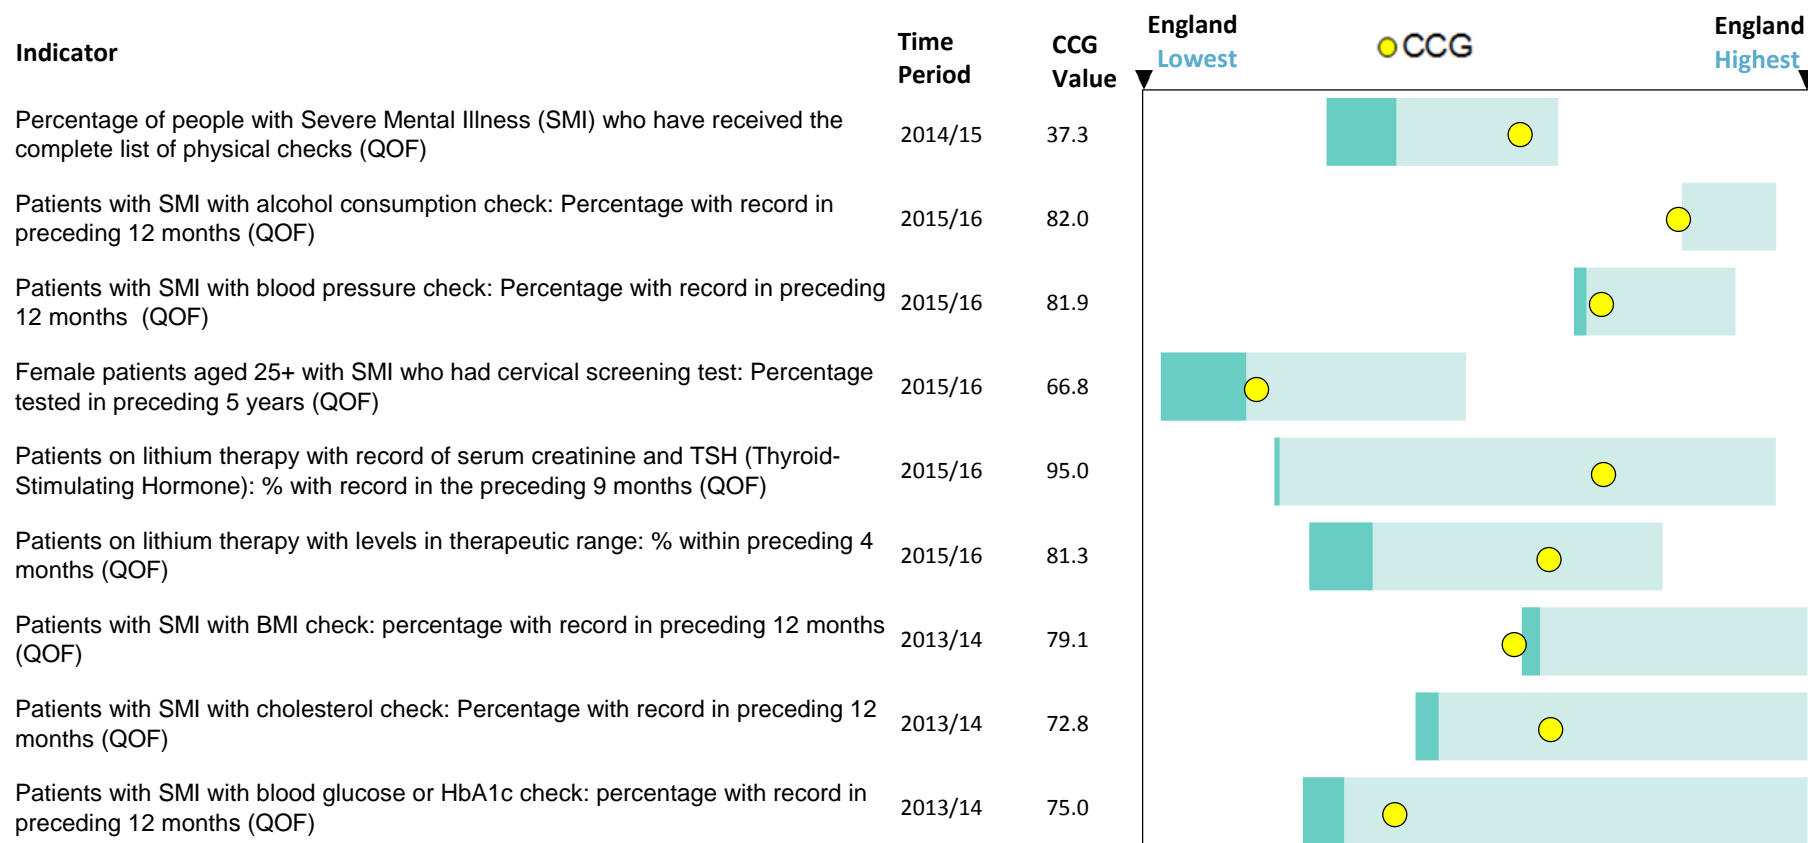 Indicator
Time
Period
CCG
Value
England
Lowest
CCG
England
Highest
Percentage of people with Severe Mental Illness (SMI) who have received the
complete list of physical checks (QOF)
2014/15
37.3
Patients with SMI with alcohol consumption check: Percentage with record in
preceding 12 months (QOF)
2015/16
82.0
Patients with SMI with blood pressure check: Percentage with record in preceding
12 months  (QOF)
2015/16
81.9
Female patients aged 25+ with SMI who had cervical screening test: Percentage
tested in preceding 5 years (QOF)
2015/16
66.8
Patients on lithium therapy with record of serum creatinine and TSH (Thyroid-
Stimulating Hormone): % with record in the preceding 9 months (QOF)
2015/16
95.0
Patients on lithium therapy with levels in therapeutic range: % within preceding 4
months (QOF)
2015/16
81.3
Patients with SMI with BMI check: percentage with record in preceding 12 months
(QOF)
2013/14
79.1
Patients with SMI with cholesterol check: Percentage with record in preceding 12
months (QOF)
2013/14
72.8
Patients with SMI with blood glucose or HbA1c check: percentage with record in
preceding 12 months (QOF)
2013/14
75.0